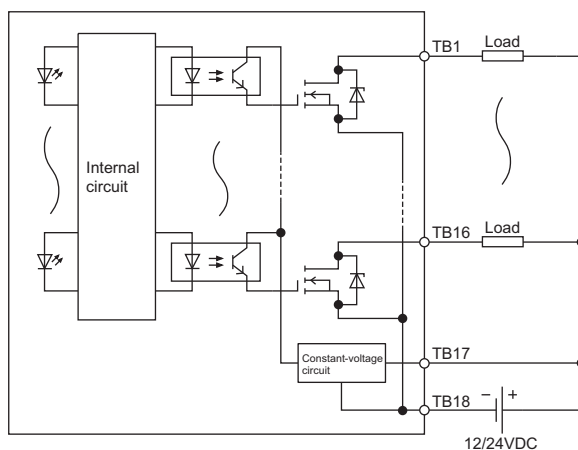 TB1
Load
Internal
circuit
TB16
Load
Constant-voltage
circuit
TB17
TB18
− +
12/24VDC